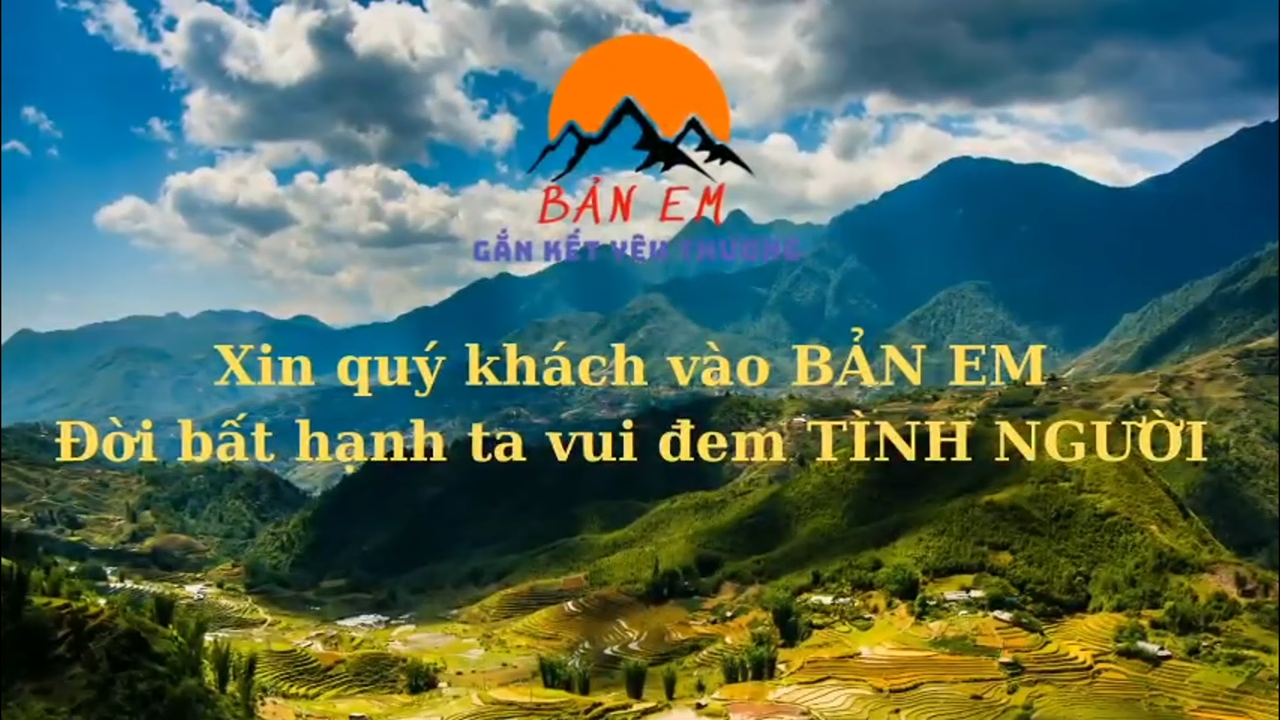 BẢN EM
GẮN KẾT YÊU THƯƠNG
Xin quý khách vào BẢN EM
Đời bất hạnh ta vui đem TÌNH NGƯỜI